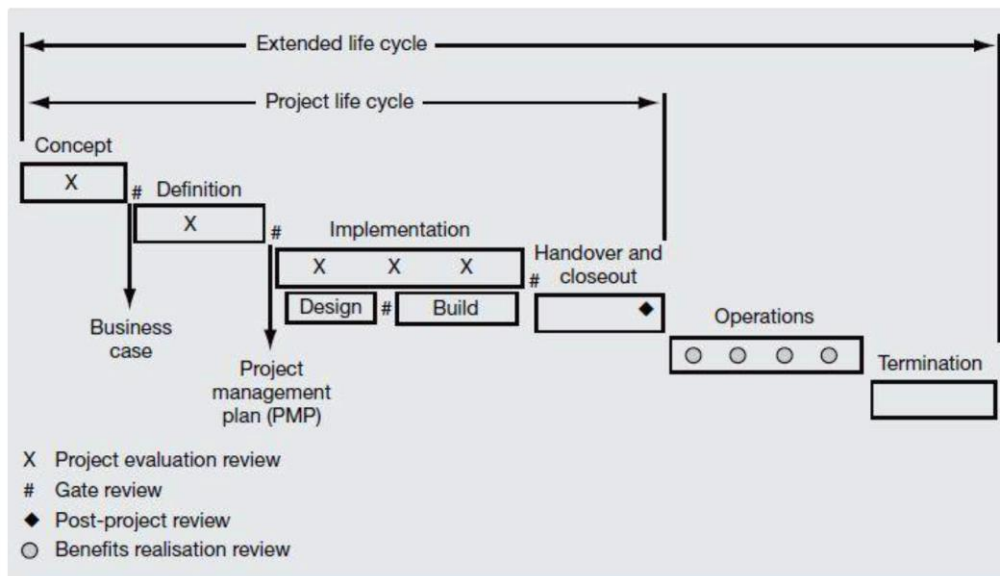 Extended life cycle
Project life cycle
Concept
X
#
Definition
X
#
Implementation
X X X
Design
#
Build
#
Handover and
closeout
◆
Operations
Termination
Business
case
Project
management
plan (PMP)
X Project evaluation review
# Gate review
◆ Post-project review
○ Benefits realisation review